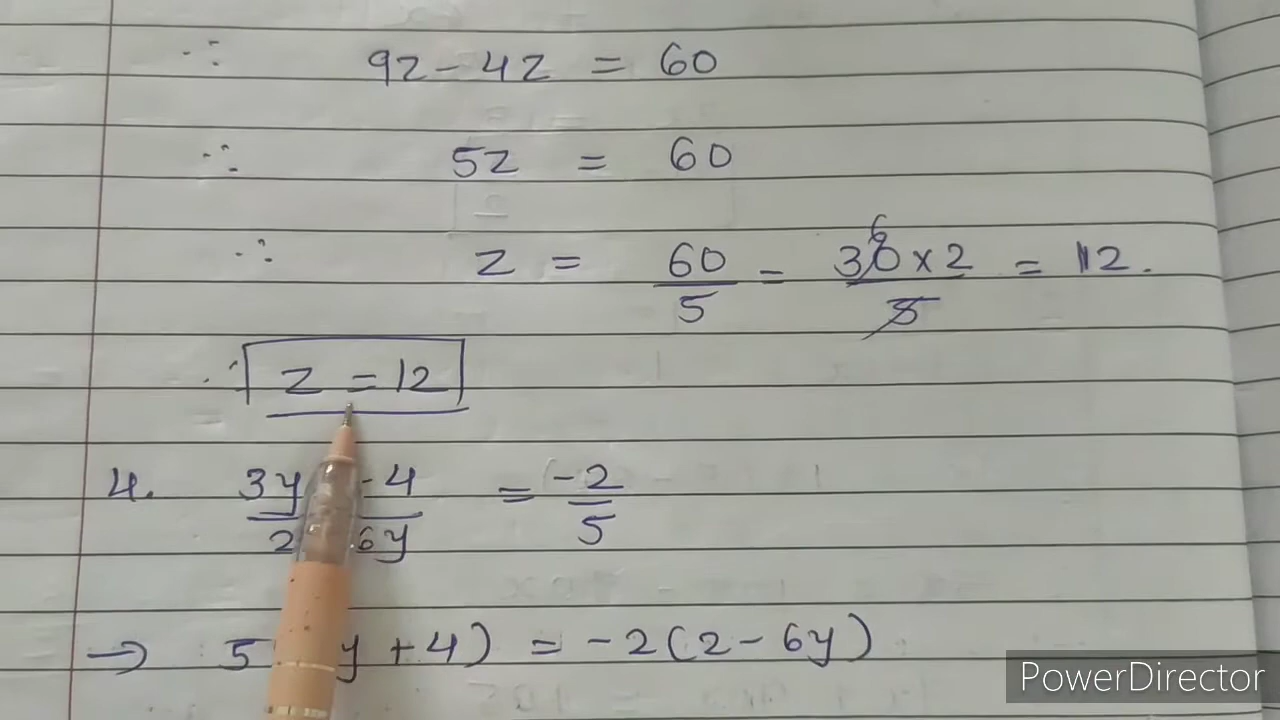 ∴ 9z - 4z = 60
∴ 5z = 60
∴ z = 60/5 = 30×2/5 = 12.
6
∴ z = 12
4. 3y -4 / 2 6y = -2/5
→ 5 y + 4) = -2(2 - 6y)
PowerDirector